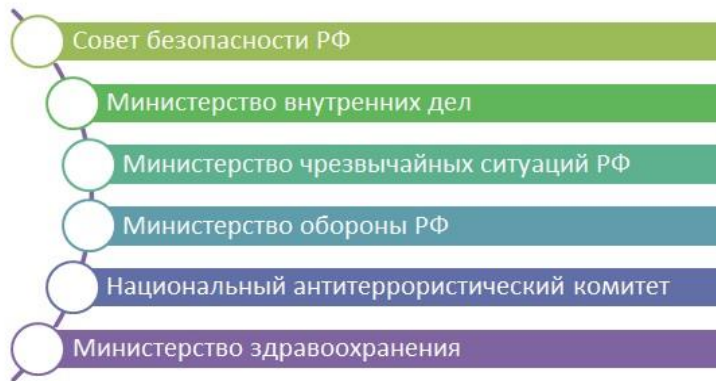 Совет безопасности РФ
Министерство внутренних дел
Министерство чрезвычайных ситуаций РФ
Министерство обороны РФ
Национальный антитеррористический комитет
Министерство здравоохранения